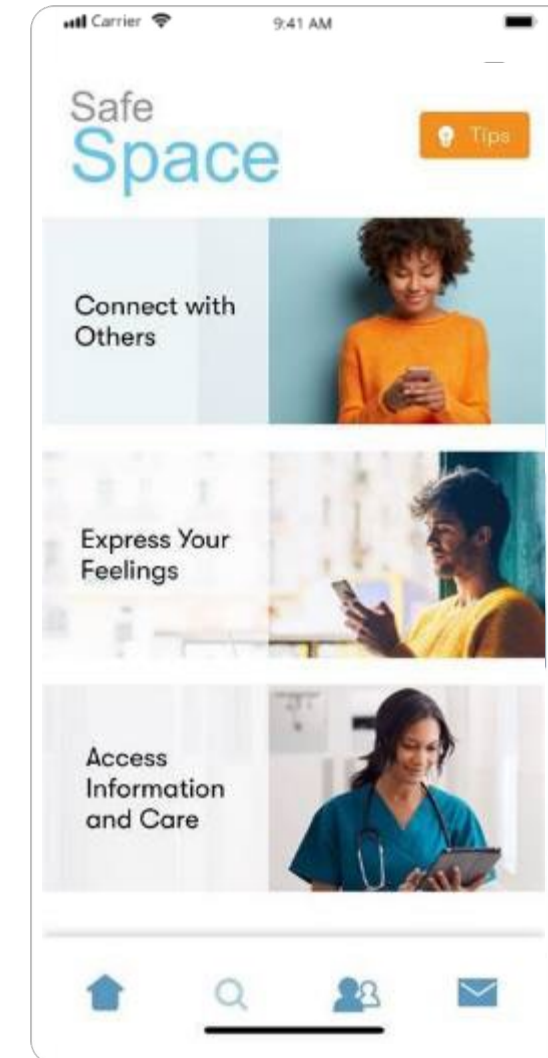 Carrier 9:41 AM
Safe
Space
Tips
Connect with
Others
Express Your
Feelings
Access
Information
and Care